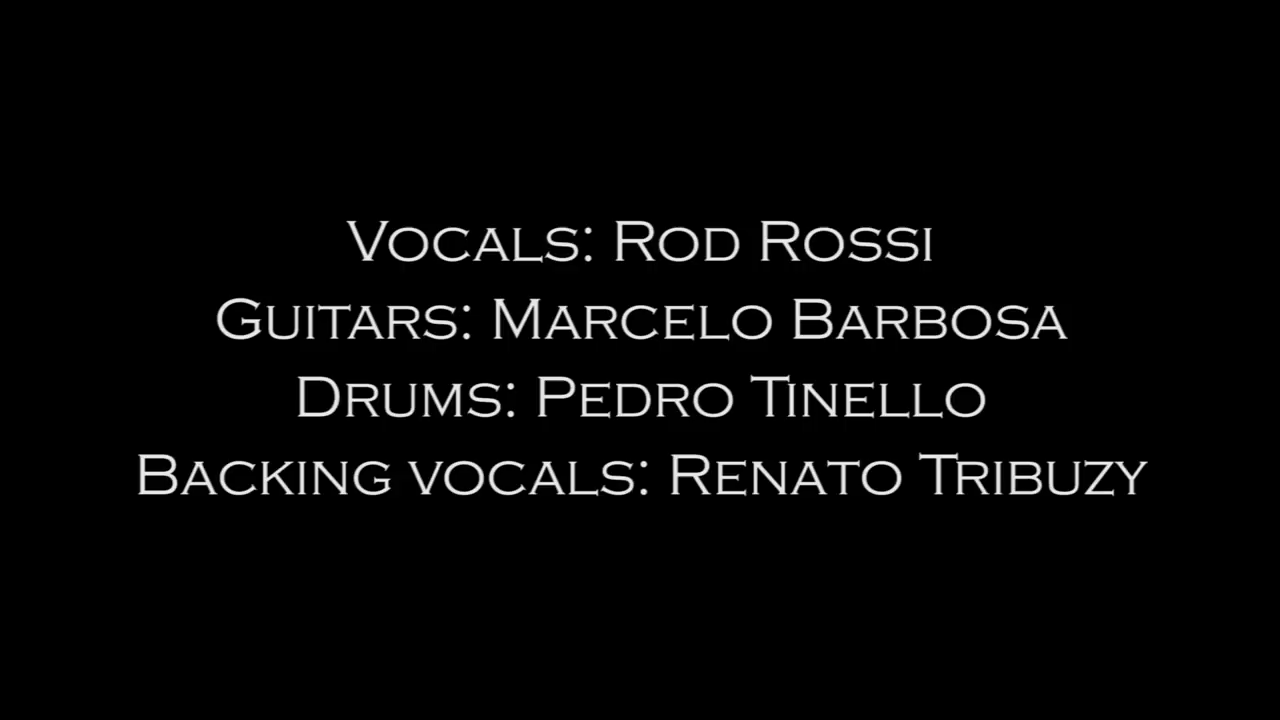 Vocals: Rod Rossi
Guitars: Marcelo Barbosa
Drums: Pedro Tinello
Backing vocals: Renato Tribuzy